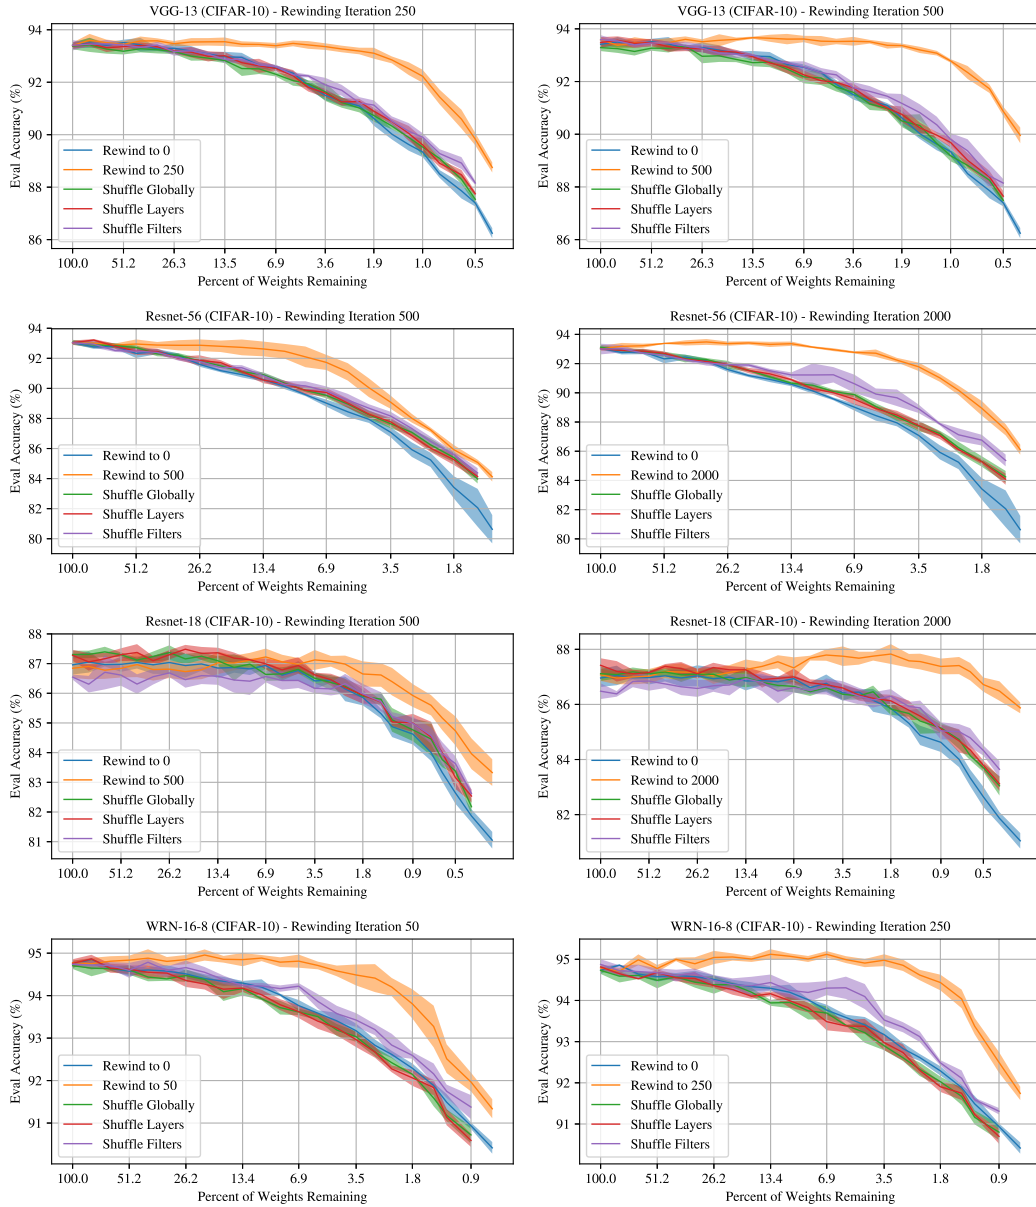 VGG-13 (CIFAR-10) - Rewinding Iteration 250
94
92
90
88
86
Eval Accuracy (%)
Rewind to 0
Rewind to 250
Shuffle Globally
Shuffle Layers
Shuffle Filters
100.0 51.2 26.3 13.5 6.9 3.6 1.9 1.0 0.5
Percent of Weights Remaining
VGG-13 (CIFAR-10) - Rewinding Iteration 500
94
92
90
88
86
Eval Accuracy (%)
Rewind to 0
Rewind to 500
Shuffle Globally
Shuffle Layers
Shuffle Filters
100.0 51.2 26.3 13.5 6.9 3.6 1.9 1.0 0.5
Percent of Weights Remaining
Resnet-56 (CIFAR-10) - Rewinding Iteration 500
94
92
90
88
86
84
82
80
Eval Accuracy (%)
Rewind to 0
Rewind to 500
Shuffle Globally
Shuffle Layers
Shuffle Filters
100.0 51.2 26.2 13.4 6.9 3.5 1.8
Percent of Weights Remaining
Resnet-56 (CIFAR-10) - Rewinding Iteration 2000
94
92
90
88
86
84
82
80
Eval Accuracy (%)
Rewind to 0
Rewind to 2000
Shuffle Globally
Shuffle Layers
Shuffle Filters
100.0 51.2 26.2 13.4 6.9 3.5 1.8
Percent of Weights Remaining
Resnet-18 (CIFAR-10) - Rewinding Iteration 500
88
87
86
85
84
83
82
81
Eval Accuracy (%)
Rewind to 0
Rewind to 500
Shuffle Globally
Shuffle Layers
Shuffle Filters
100.0 51.2 26.2 13.4 6.9 3.5 1.8 0.9 0.5
Percent of Weights Remaining
Resnet-18 (CIFAR-10) - Rewinding Iteration 2000
88
86
84
82
Eval Accuracy (%)
Rewind to 0
Rewind to 2000
Shuffle Globally
Shuffle Layers
Shuffle Filters
100.0 51.2 26.2 13.4 6.9 3.5 1.8 0.9 0.5
Percent of Weights Remaining
WRN-16-8 (CIFAR-10) - Rewinding Iteration 50
95
94
93
92
91
Eval Accuracy (%)
Rewind to 0
Rewind to 50
Shuffle Globally
Shuffle Layers
Shuffle Filters
100.0 51.2 26.2 13.4 6.9 3.5 1.8 0.9
Percent of Weights Remaining
WRN-16-8 (CIFAR-10) - Rewinding Iteration 250
95
94
93
92
91
Eval Accuracy (%)
Rewind to 0
Rewind to 250
Shuffle Globally
Shuffle Layers
Shuffle Filters
100.0 51.2 26.2 13.4 6.9 3.5 1.8 0.9
Percent of Weights Remaining